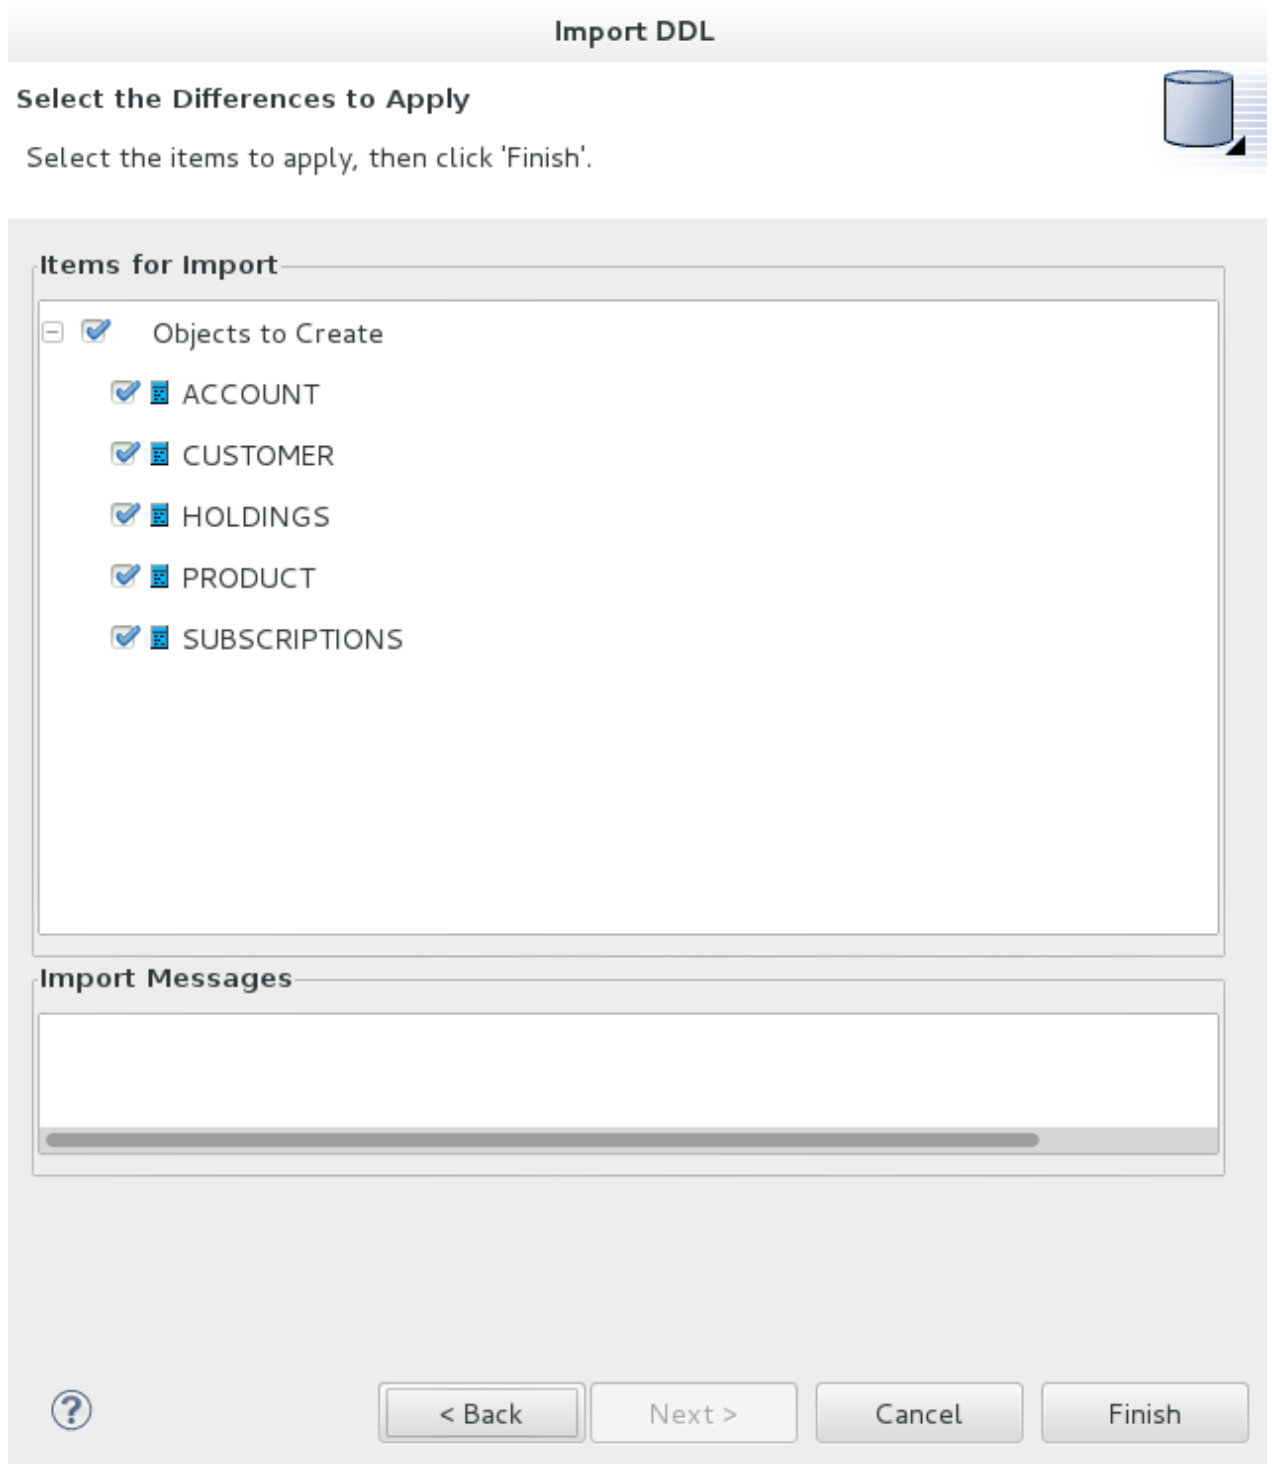 Import DDL
Select the Differences to Apply
Select the items to apply, then click 'Finish'.
Items for Import
Objects to Create
ACCOUNT
CUSTOMER
HOLDINGS
PRODUCT
SUBSCRIPTIONS
Import Messages
?
< Back
Next >
Cancel
Finish